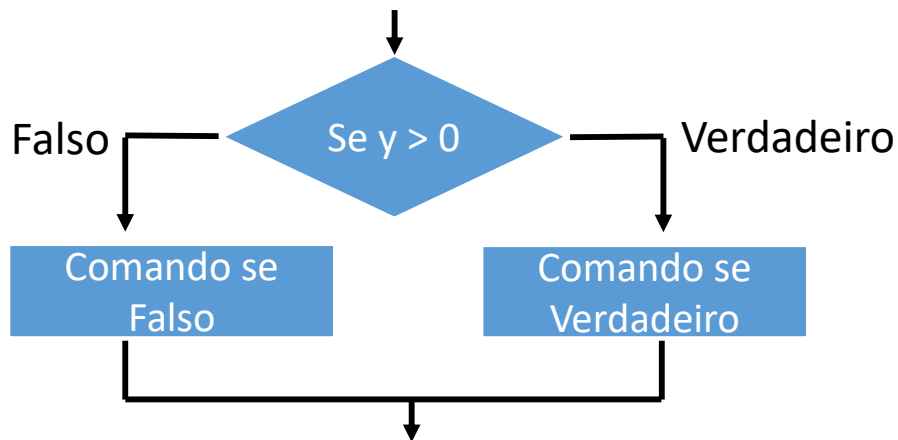 Se y > 0
Falso
Verdadeiro
Comando se
Falso
Comando se
Verdadeiro